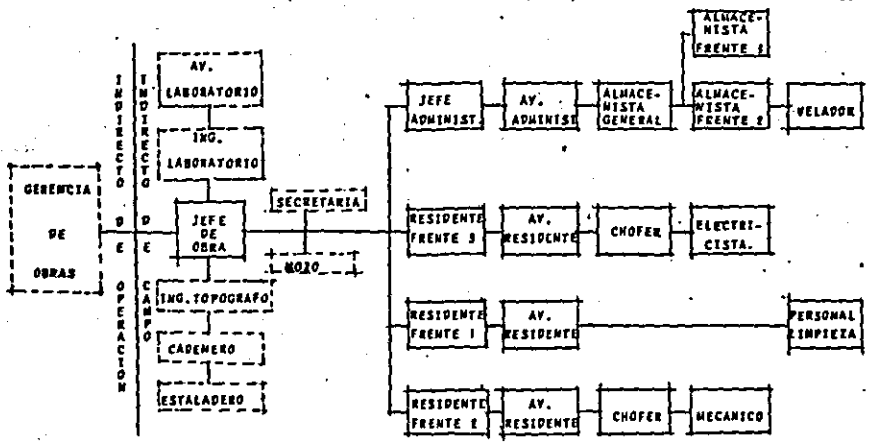 GERENCIA
DE
OBRAS
INDIRECTO DE OPERACION
INDIRECTO DE CAMPO
AV.
LABORATORIO
ING.
LABORATORIO
JEFE
DE
OBRA
ING. TOPOGRAFO
CADENERO
ESTALADERO
SECRETARIA
MOZO
JEFE
ADMINIST
AV.
ADMINIST
ALMACE-
NISTA
GENERAL
ALMACE-
NISTA
FRENTE 1
ALMACE-
NISTA
FRENTE 2
VELADOR
RESIDENTE
FRENTE 3
AV.
RESIDENTE
CHOFER
ELECTRI-
CISTA.
RESIDENTE
FRENTE 1
AV.
RESIDENTE
PERSONAL
LIMPIEZA
RESIDENTE
FRENTE 2
AV.
RESIDENTE
CHOFER
MECANICO